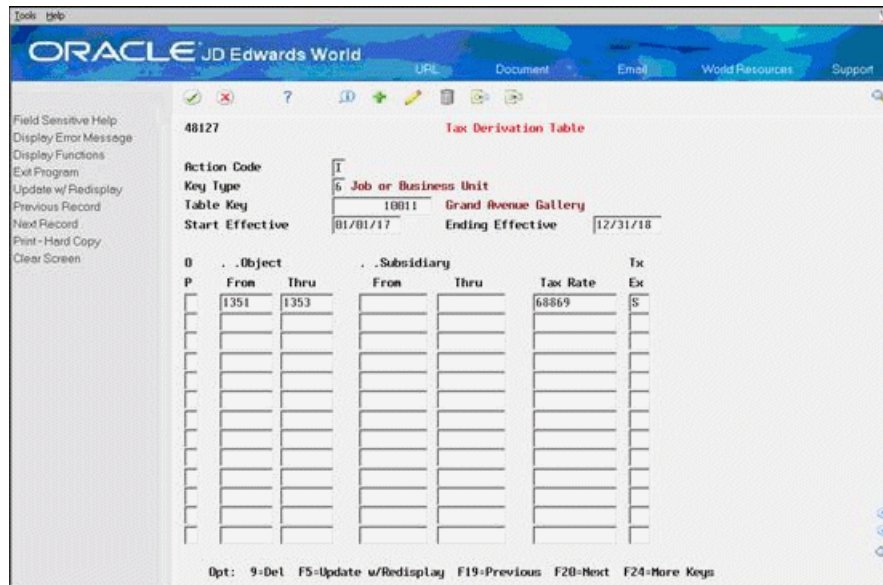 Tools Help
ORACLE JD Edwards World
URL Document Email World Resources Support
Field Sensitive Help
Display Error Message
Display Functions
Exit Program
Update w/ Redisplay
Previous Record
Next Record
Print - Hard Copy
Clear Screen
48127 Tax Derivation Table
Action Code I
Key Type 6 Job or Business Unit
Table Key 10011 Grand Avenue Gallery
Start Effective 01/01/17 Ending Effective 12/31/18
O . .Object . .Subsidiary Tx
P From Thru From Thru Tax Rate Ex
1351 1353 68869 S
Opt: 9=Del F5=Update w/Redisplay F19=Previous F20=Next F24=More Keys